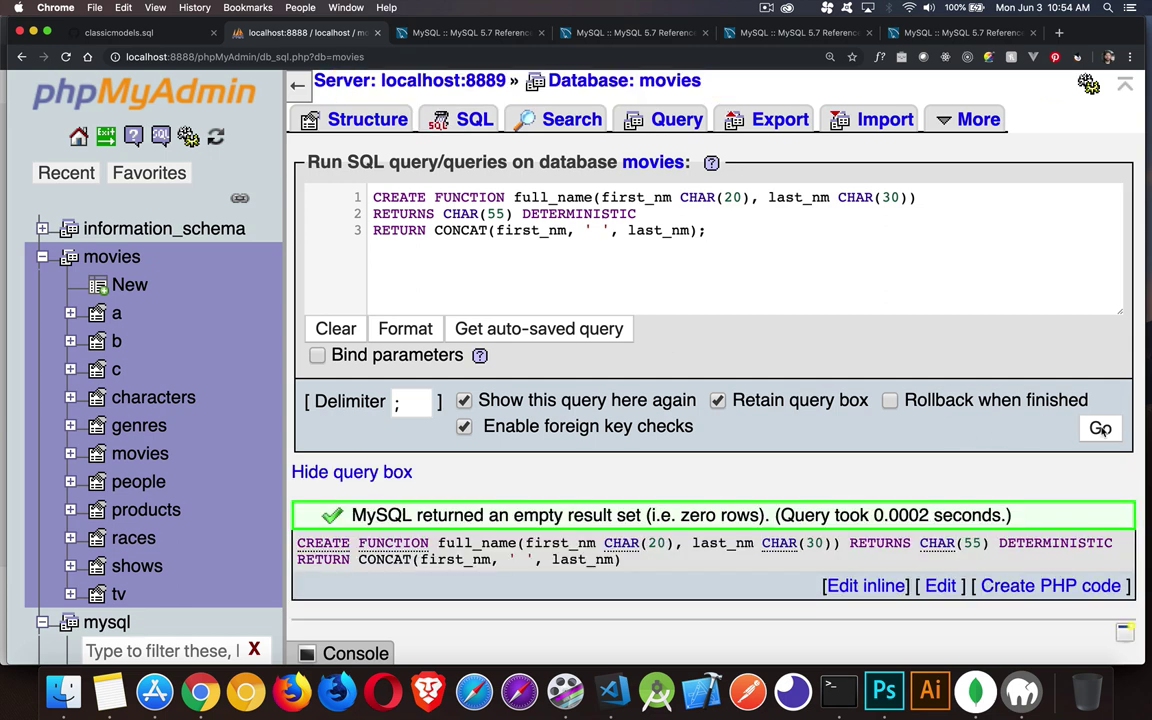 Chrome File Edit View History Bookmarks People Window Help 100% Mon Jun 3 10:54 AM
classicmodels.sql × localhost:8888 / localhost / mo × MySQL :: MySQL 5.7 Reference × MySQL :: MySQL 5.7 Reference × MySQL :: MySQL 5.7 Reference × MySQL :: MySQL 5.7 Reference × +
localhost:8888/phpMyAdmin/db_sql.php?db=movies
phpMyAdmin
Recent Favorites
information_schema
movies
New
a
b
c
characters
genres
movies
people
products
races
shows
tv
mysql
Type to filter these, X
Server: localhost:8889 » Database: movies
Structure SQL Search Query Export Import More
Run SQL query/queries on database movies:
1 CREATE FUNCTION full_name(first_nm CHAR(20), last_nm CHAR(30))
2 RETURNS CHAR(55) DETERMINISTIC
3 RETURN CONCAT(first_nm, ' ', last_nm);
Clear Format Get auto-saved query
Bind parameters
[ Delimiter ; ] Show this query here again Retain query box Rollback when finished
Enable foreign key checks
Go
Hide query box
MySQL returned an empty result set (i.e. zero rows). (Query took 0.0002 seconds.)
CREATE FUNCTION full_name(first_nm CHAR(20), last_nm CHAR(30)) RETURNS CHAR(55) DETERMINISTIC
RETURN CONCAT(first_nm, ' ', last_nm)
[Edit inline] [ Edit ] [ Create PHP code ]
Console
Ps Ai